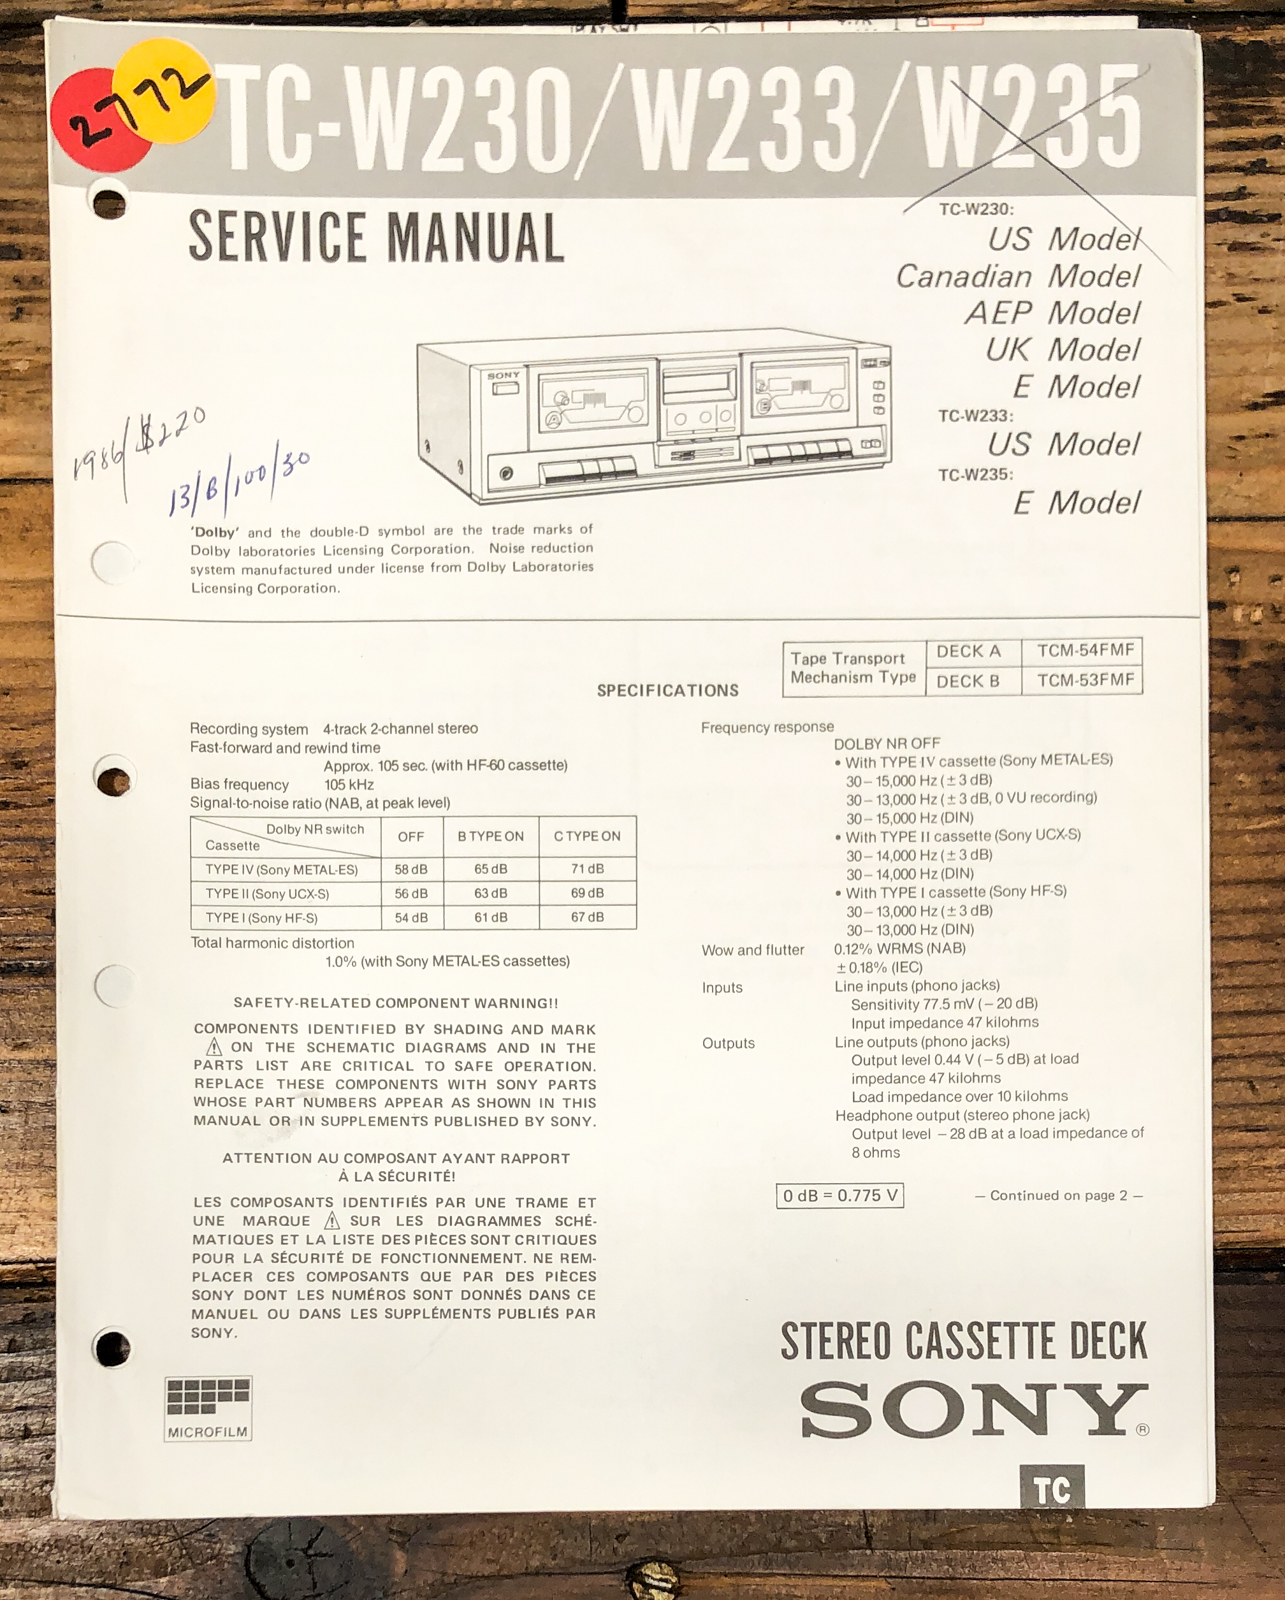 2772
TC-W230/W233/W235
SERVICE MANUAL
TC-W230:
US Model
Canadian Model
AEP Model
UK Model
E Model
TC-W233:
US Model
TC-W235:
E Model
SONY
1986/$220
13/B/100/30
'Dolby' and the double-D symbol are the trade marks of
Dolby laboratories Licensing Corporation. Noise reduction
system manufactured under license from Dolby Laboratories
Licensing Corporation.
Tape Transport Mechanism Type
DECK A TCM-54FMF
DECK B TCM-53FMF
SPECIFICATIONS
Recording system 4-track 2-channel stereo
Fast-forward and rewind time
Approx. 105 sec. (with HF-60 cassette)
Bias frequency 105 kHz
Signal-to-noise ratio (NAB, at peak level)
Dolby NR switch
Cassette OFF B TYPE ON C TYPE ON
TYPE IV (Sony METAL-ES) 58 dB 65 dB 71 dB
TYPE II (Sony UCX-S) 56 dB 63 dB 69 dB
TYPE I (Sony HF-S) 54 dB 61 dB 67 dB
Total harmonic distortion
1.0% (with Sony METAL-ES cassettes)
SAFETY-RELATED COMPONENT WARNING!!
COMPONENTS IDENTIFIED BY SHADING AND MARK
⚠ ON THE SCHEMATIC DIAGRAMS AND IN THE
PARTS LIST ARE CRITICAL TO SAFE OPERATION.
REPLACE THESE COMPONENTS WITH SONY PARTS
WHOSE PART NUMBERS APPEAR AS SHOWN IN THIS
MANUAL OR IN SUPPLEMENTS PUBLISHED BY SONY.
ATTENTION AU COMPOSANT AYANT RAPPORT
À LA SÉCURITÉ!
LES COMPOSANTS IDENTIFIÉS PAR UNE TRAME ET
UNE MARQUE ⚠ SUR LES DIAGRAMMES SCHÉ-
MATIQUES ET LA LISTE DES PIÈCES SONT CRITIQUES
POUR LA SÉCURITÉ DE FONCTIONNEMENT. NE REM-
PLACER CES COMPOSANTS QUE PAR DES PIÈCES
SONY DONT LES NUMÉROS SONT DONNÉS DANS CE
MANUEL OU DANS LES SUPPLÉMENTS PUBLIÉS PAR
SONY.
Frequency response
DOLBY NR OFF
• With TYPE IV cassette (Sony METAL-ES)
30–15,000 Hz (±3 dB)
30–13,000 Hz (±3 dB, 0 VU recording)
30–15,000 Hz (DIN)
• With TYPE II cassette (Sony UCX-S)
30–14,000 Hz (±3 dB)
30–14,000 Hz (DIN)
• With TYPE I cassette (Sony HF-S)
30–13,000 Hz (±3 dB)
30–13,000 Hz (DIN)
Wow and flutter 0.12% WRMS (NAB)
±0.18% (IEC)
Inputs Line inputs (phono jacks)
Sensitivity 77.5 mV (−20 dB)
Input impedance 47 kilohms
Outputs Line outputs (phono jacks)
Output level 0.44 V (−5 dB) at load
impedance 47 kilohms
Load impedance over 10 kilohms
Headphone output (stereo phone jack)
Output level −28 dB at a load impedance of
8 ohms
0 dB = 0.775 V
— Continued on page 2 —
MICROFILM
STEREO CASSETTE DECK
SONY®
TC